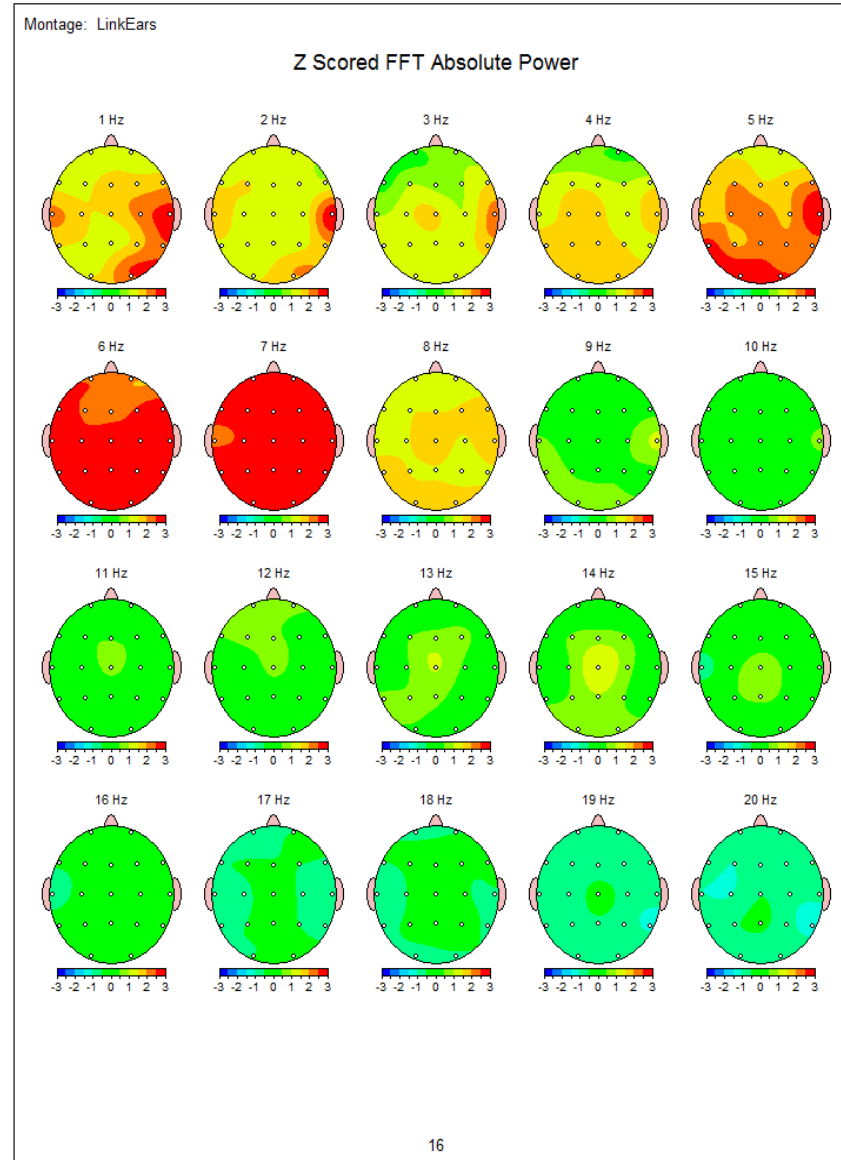 Montage: LinkEars
Z Scored FFT Absolute Power
1 Hz 2 Hz 3 Hz 4 Hz 5 Hz
-3 -2 -1 0 1 2 3 -3 -2 -1 0 1 2 3 -3 -2 -1 0 1 2 3 -3 -2 -1 0 1 2 3 -3 -2 -1 0 1 2 3
6 Hz 7 Hz 8 Hz 9 Hz 10 Hz
-3 -2 -1 0 1 2 3 -3 -2 -1 0 1 2 3 -3 -2 -1 0 1 2 3 -3 -2 -1 0 1 2 3 -3 -2 -1 0 1 2 3
11 Hz 12 Hz 13 Hz 14 Hz 15 Hz
-3 -2 -1 0 1 2 3 -3 -2 -1 0 1 2 3 -3 -2 -1 0 1 2 3 -3 -2 -1 0 1 2 3 -3 -2 -1 0 1 2 3
16 Hz 17 Hz 18 Hz 19 Hz 20 Hz
-3 -2 -1 0 1 2 3 -3 -2 -1 0 1 2 3 -3 -2 -1 0 1 2 3 -3 -2 -1 0 1 2 3 -3 -2 -1 0 1 2 3
16